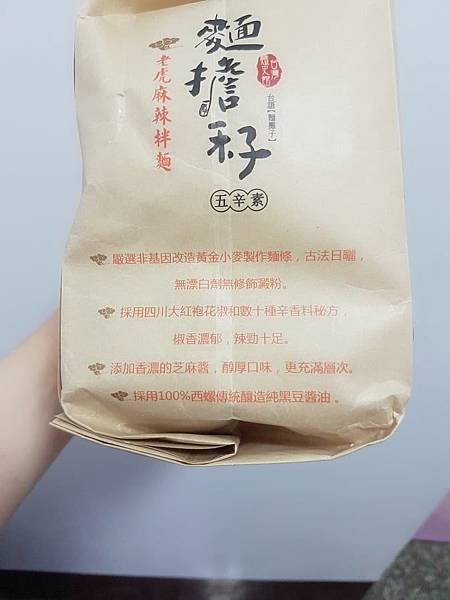 麵擔籽
台語【麵攤子】
老虎麻辣拌麵
五辛素
嚴選非基因改造黃金小麥製作麵條，古法日曬，
無漂白劑無修飾澱粉。
採用四川大紅袍花椒和數十種辛香料秘方，
椒香濃郁，辣勁十足。
添加香濃的芝麻醬，醇厚口味，更充滿層次。
採用100%西螺傳統釀造純黑豆醬油。